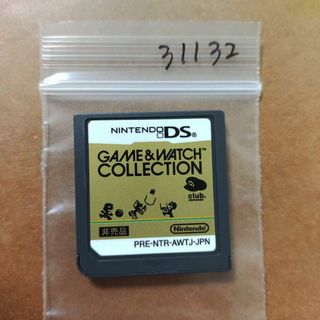 31132
NINTENDO DS®
GAME & WATCH™
COLLECTION
club
非売品
Nintendo
PRE-NTR-AWTJ-JPN